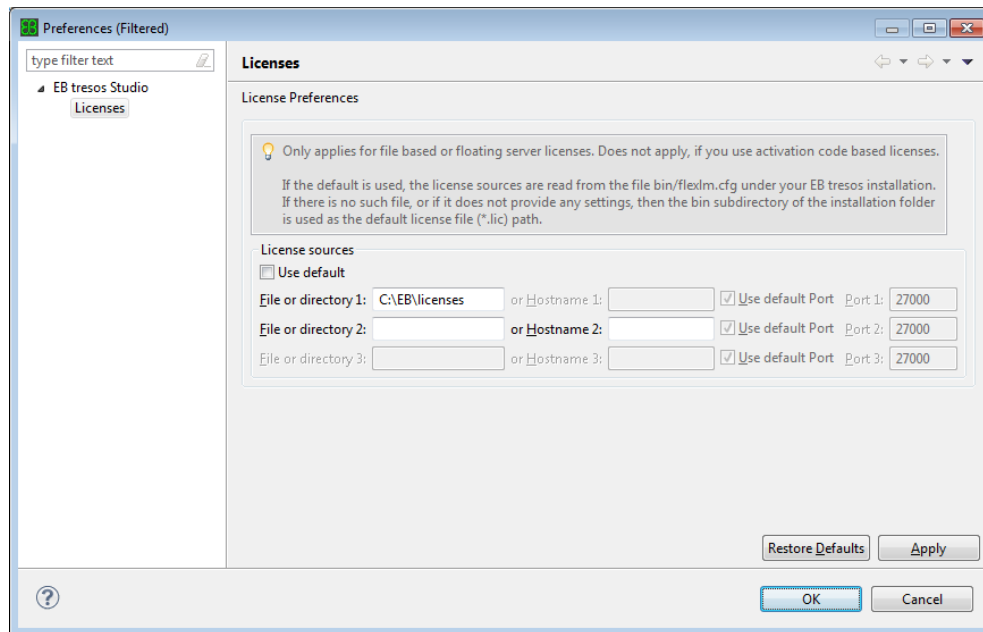 Preferences (Filtered)
type filter text
EB tresos Studio
Licenses
Licenses
License Preferences
Only applies for file based or floating server licenses. Does not apply, if you use activation code based licenses.
If the default is used, the license sources are read from the file bin/flexlm.cfg under your EB tresos installation.
If there is no such file, or if it does not provide any settings, then the bin subdirectory of the installation folder
is used as the default license file (*.lic) path.
License sources
Use default
File or directory 1: C:\EB\licenses or Hostname 1: Use default Port Port 1: 27000
File or directory 2: or Hostname 2: Use default Port Port 2: 27000
File or directory 3: or Hostname 3: Use default Port Port 3: 27000
Restore Defaults Apply
? OK Cancel